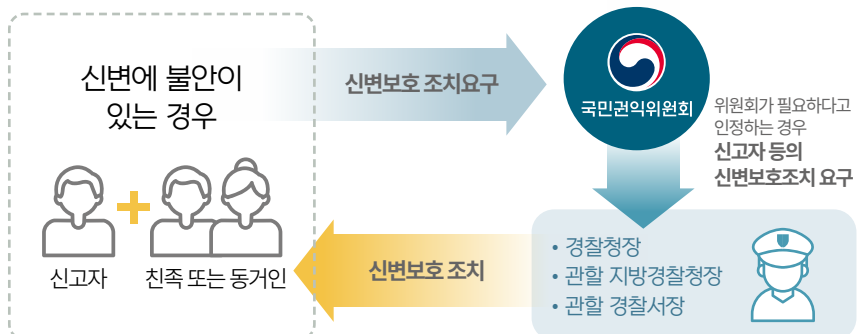 신변에 불안이
있는 경우
신고자
친족 또는 동거인
신변보호 조치요구
국민권익위원회
위원회가 필요하다고
인정하는 경우
신고자 등의
신변보호조치 요구
• 경찰청장
• 관할 지방경찰청장
• 관할 경찰서장
신변보호 조치